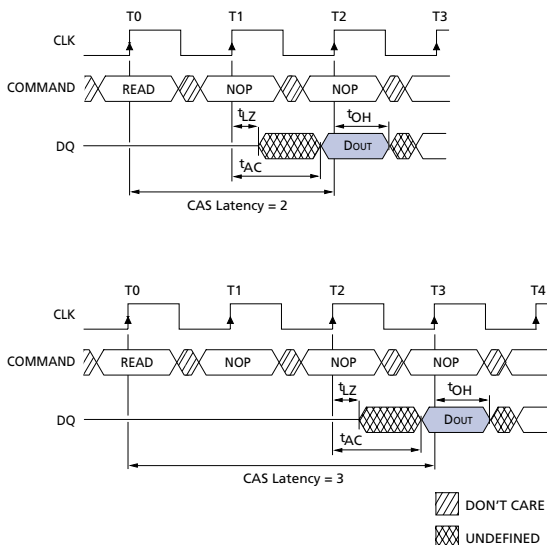 T0 T1 T2 T3
CLK
COMMAND READ NOP NOP
tLZ tOH
DQ DOUT
tAC
CAS Latency = 2
T0 T1 T2 T3 T4
CLK
COMMAND READ NOP NOP NOP
tLZ tOH
DQ DOUT
tAC
CAS Latency = 3
DON'T CARE
UNDEFINED